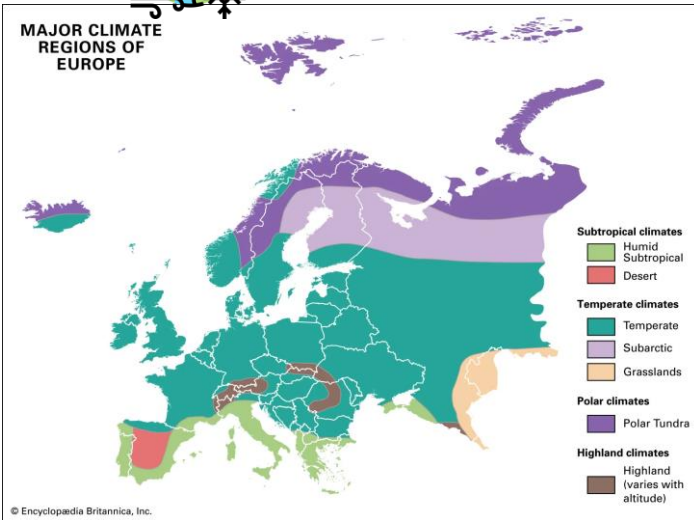 MAJOR CLIMATE
REGIONS OF
EUROPE
Subtropical climates
Humid
Subtropical
Desert
Temperate climates
Temperate
Subarctic
Grasslands
Polar climates
Polar Tundra
Highland climates
Highland
(varies with
altitude)
© Encyclopædia Britannica, Inc.